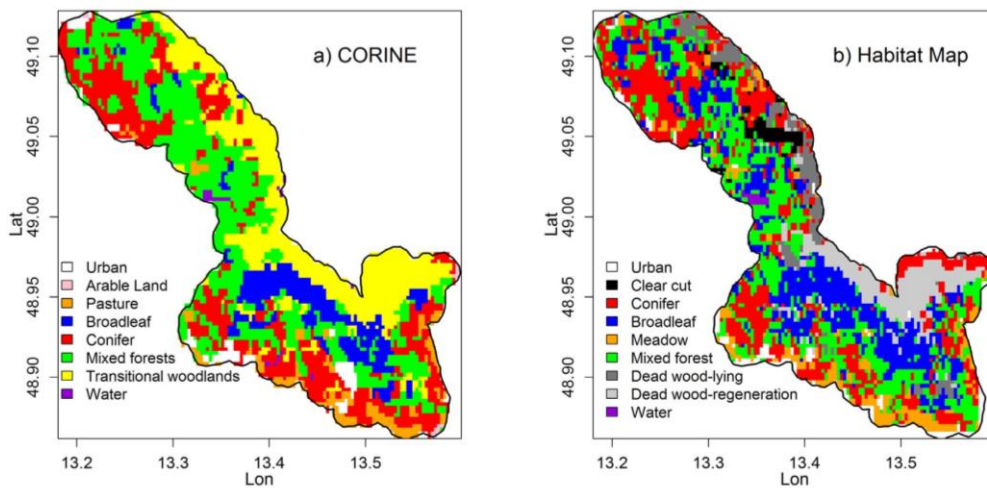 a) CORINE
Lat
49.10
49.05
49.00
48.95
48.90
Urban
Arable Land
Pasture
Broadleaf
Conifer
Mixed forests
Transitional woodlands
Water
13.2 13.3 13.4 13.5
Lon
b) Habitat Map
Lat
49.10
49.05
49.00
48.95
48.90
Urban
Clear cut
Conifer
Broadleaf
Meadow
Mixed forest
Dead wood-lying
Dead wood-regeneration
Water
13.2 13.3 13.4 13.5
Lon